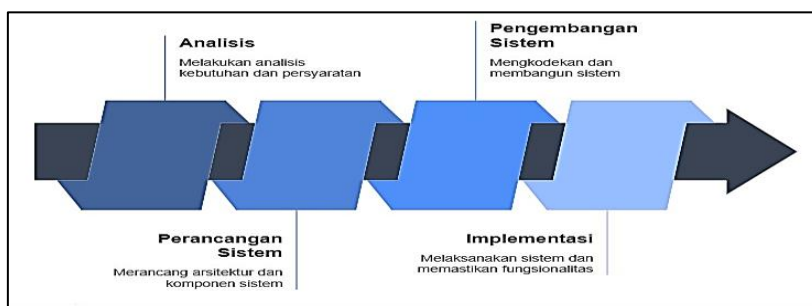 Analisis
Melakukan analisis
kebutuhan dan persyaratan
Perancangan
Sistem
Merancang arsitektur dan
komponen sistem
Pengembangan
Sistem
Mengkodekan dan
membangun sistem
Implementasi
Melaksanakan sistem dan
memastikan fungsionalitas